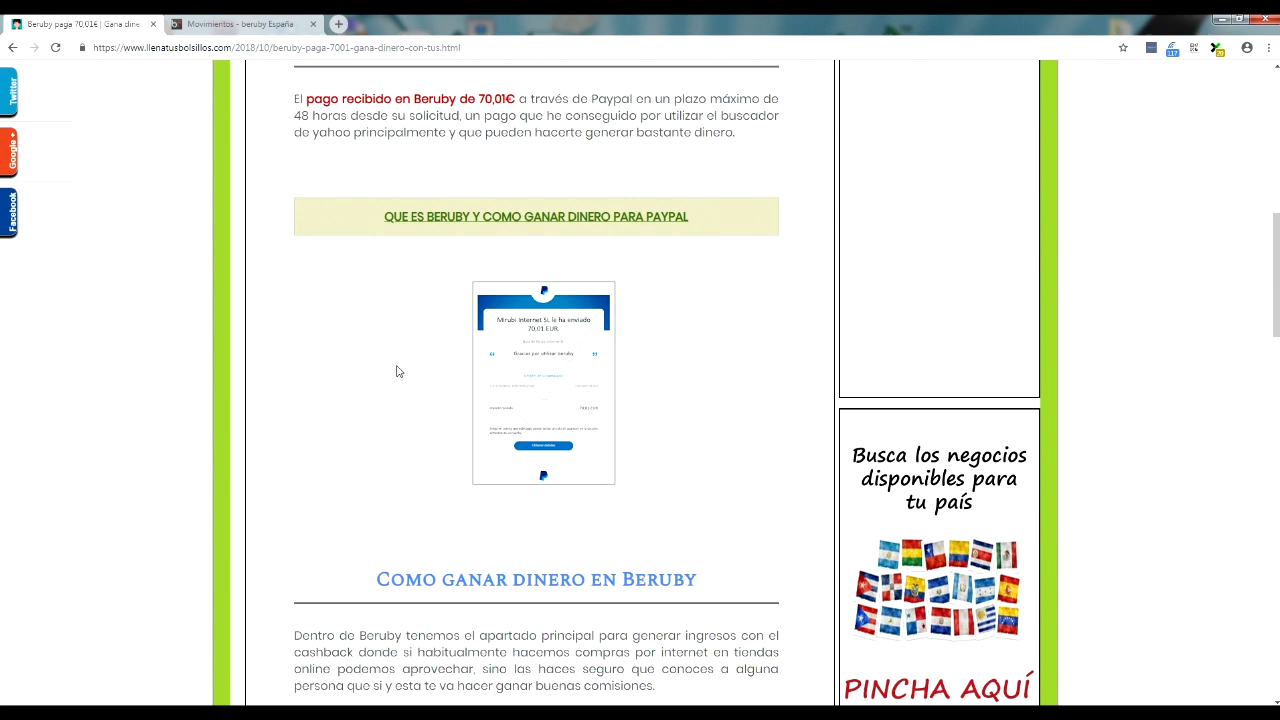 Beruby paga 70,01€ | Gana dine
Movimientos - beruby España
https://www.llenatusbolsillos.com/2018/10/beruby-paga-7001-gana-dinero-con-tus.html
117
20
Twitter
Google +
Facebook
El pago recibido en Beruby de 70,01€ a través de Paypal en un plazo máximo de
48 horas desde su solicitud, un pago que he conseguido por utilizar el buscador
de yahoo principalmente y que pueden hacerte generar bastante dinero.
QUE ES BERUBY Y COMO GANAR DINERO PARA PAYPAL
Mirubi Internet Sl. le ha enviado
70,01 EUR.
Gracias por utilizar beruby
COMO GANAR DINERO EN BERUBY
Dentro de Beruby tenemos el apartado principal para generar ingresos con el
cashback donde si habitualmente hacemos compras por internet en tiendas
online podemos aprovechar, sino las haces seguro que conoces a alguna
persona que si y esta te va hacer ganar buenas comisiones.
Busca los negocios
disponibles para
tu país
PINCHA AQUÍ